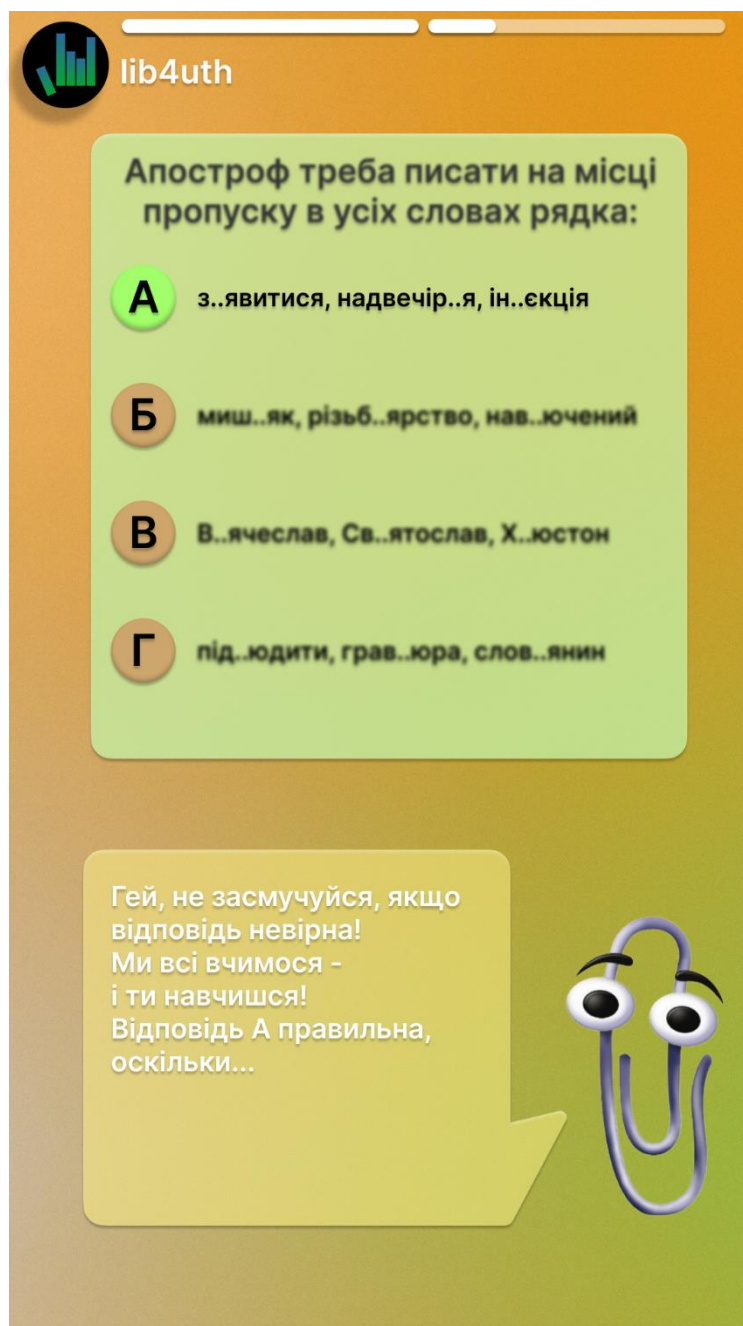 lib4uth
Апостроф треба писати на місці
пропуску в усіх словах рядка:
А з..явитися, надвечір..я, ін..єкція
Б миш..як, різьб..ярство, нав..ючений
В В..ячеслав, Св..ятослав, Х..юстон
Г під..юдити, грав..юра, слов..янин
Гей, не засмучуйся, якщо
відповідь невірна!
Ми всі вчимося -
і ти навчишся!
Відповідь А правильна,
оскільки...